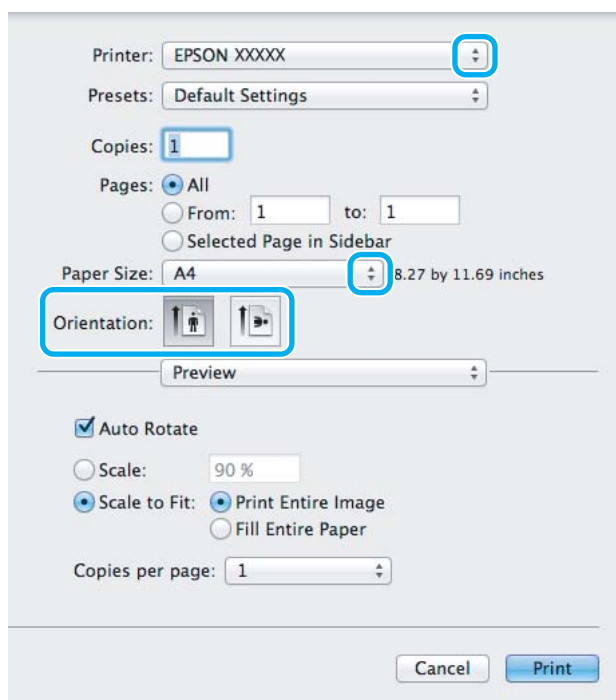 Printer: EPSON XXXXX
Presets: Default Settings
Copies: 1
Pages: All
From: 1 to: 1
Selected Page in Sidebar
Paper Size: A4 8.27 by 11.69 inches
Orientation:
Preview
Auto Rotate
Scale: 90 %
Scale to Fit: Print Entire Image
Fill Entire Paper
Copies per page: 1
Cancel Print